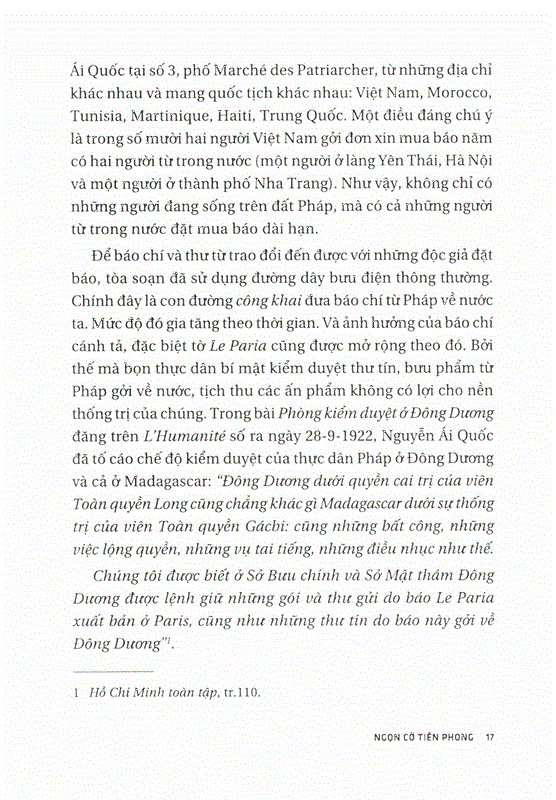 Ái Quốc tại số 3, phố Marché des Patriarcher, từ những địa chỉ
khác nhau và mang quốc tịch khác nhau: Việt Nam, Morocco,
Tunisia, Martinique, Haiti, Trung Quốc. Một điều đáng chú ý
là trong số mười hai người Việt Nam gởi đơn xin mua báo năm
có hai người từ trong nước (một người ở làng Yên Thái, Hà Nội
và một người ở thành phố Nha Trang). Như vậy, không chỉ có
những người đang sống trên đất Pháp, mà có cả những người
từ trong nước đặt mua báo dài hạn.
Để báo chí và thư từ trao đổi đến được với những độc giả đặt
báo, tòa soạn đã sử dụng đường dây bưu điện thông thường.
Chính đây là con đường công khai đưa báo chí từ Pháp về nước
ta. Mức độ đó gia tăng theo thời gian. Và ảnh hưởng của báo chí
cánh tả, đặc biệt tờ Le Paria cũng được mở rộng theo đó. Bởi
thế mà bọn thực dân bí mật kiểm duyệt thư tín, bưu phẩm từ
Pháp gởi về nước, tịch thu các ấn phẩm không có lợi cho nền
thống trị của chúng. Trong bài Phòng kiểm duyệt ở Đông Dương
đăng trên L’Humanité số ra ngày 28-9-1922, Nguyễn Ái Quốc
đã tố cáo chế độ kiểm duyệt của thực dân Pháp ở Đông Dương
và cả ở Madagascar: “Đông Dương dưới quyền cai trị của viên
Toàn quyền Long cũng chẳng khác gì Madagascar dưới sự thống
trị của viên Toàn quyền Gácbi: cũng những bất công, những
việc lộng quyền, những vụ tai tiếng, những điều nhục như thế.
Chúng tôi được biết ở Sở Bưu chính và Sở Mật thám Đông
Dương được lệnh giữ những gói và thư gửi do báo Le Paria
xuất bản ở Paris, cũng như những thư tín do báo này gởi về
Đông Dương”¹.
1 Hồ Chí Minh toàn tập, tr.110.
NGỌN CỜ TIÊN PHONG 17